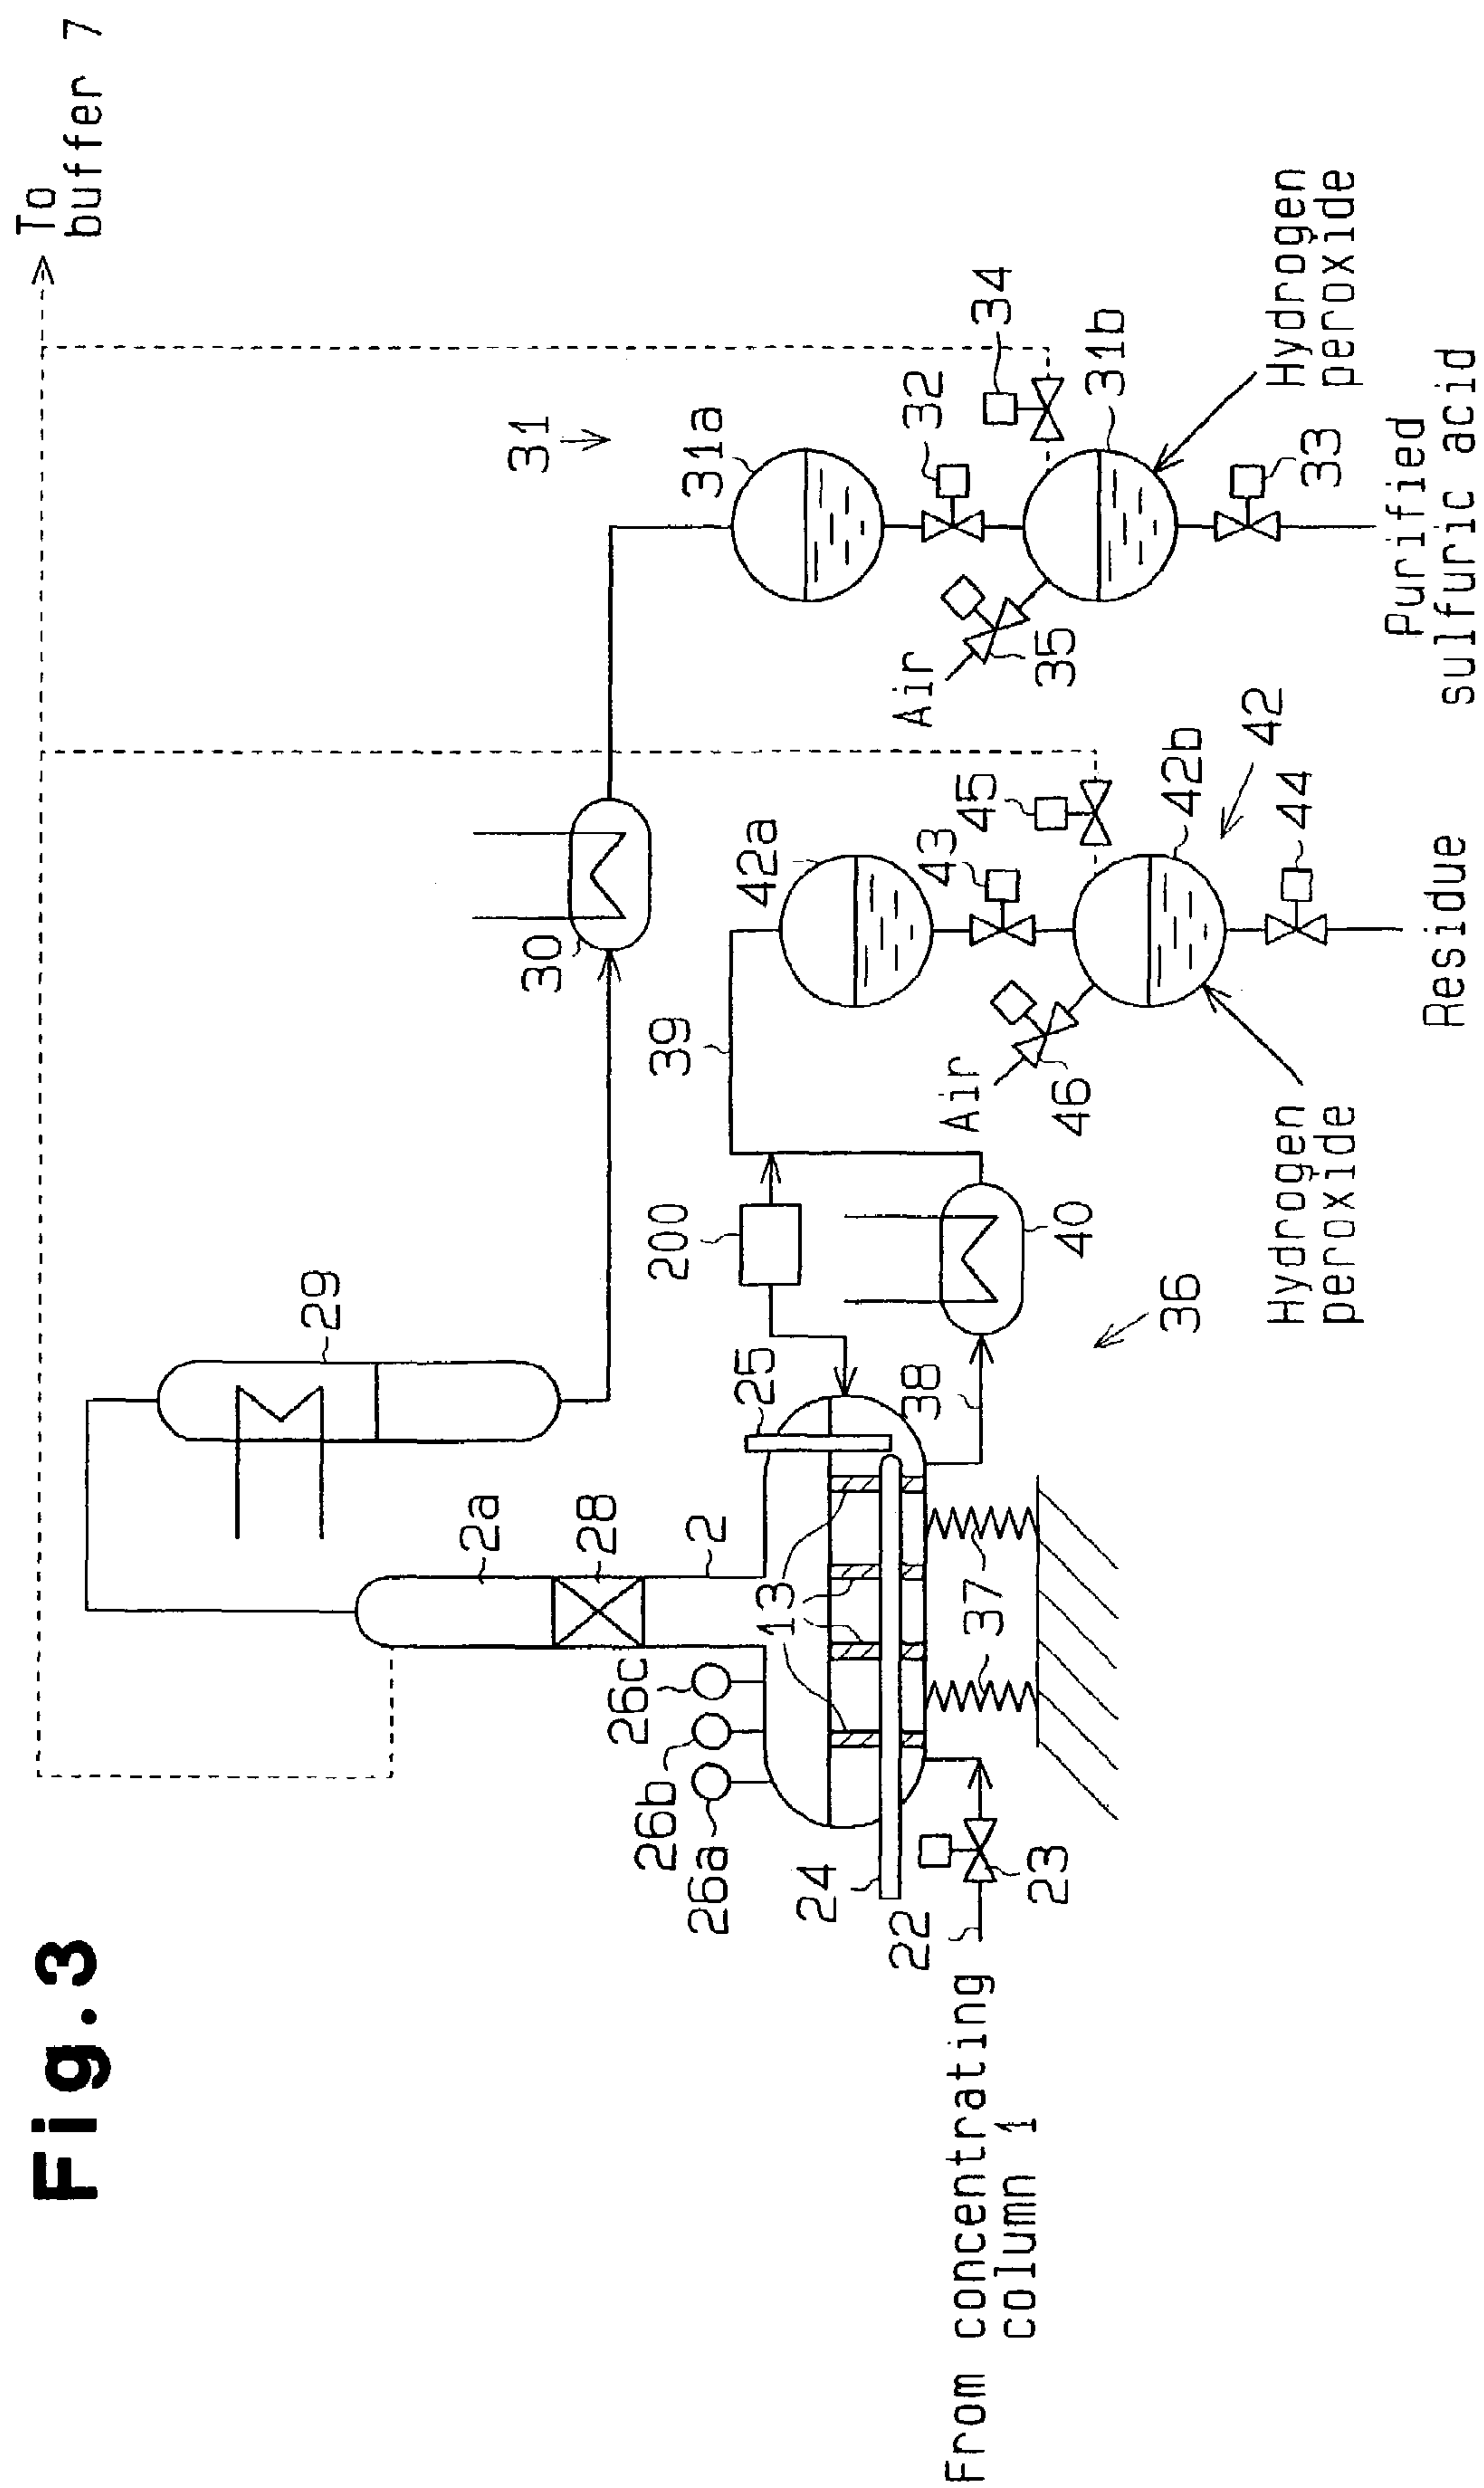 Fig.3
To
buffer 7
29
2a
28
2
26c
26b
26a
25
13
24
22
23
37
38
36
40
200
39
30
31
31a
32
34
31b
35
Air
33
Hydrogen
peroxide
Purified
sulfuric acid
42a
43
45
42b
42
46
Air
44
Hydrogen
peroxide
Residue
From concentrating
column 1